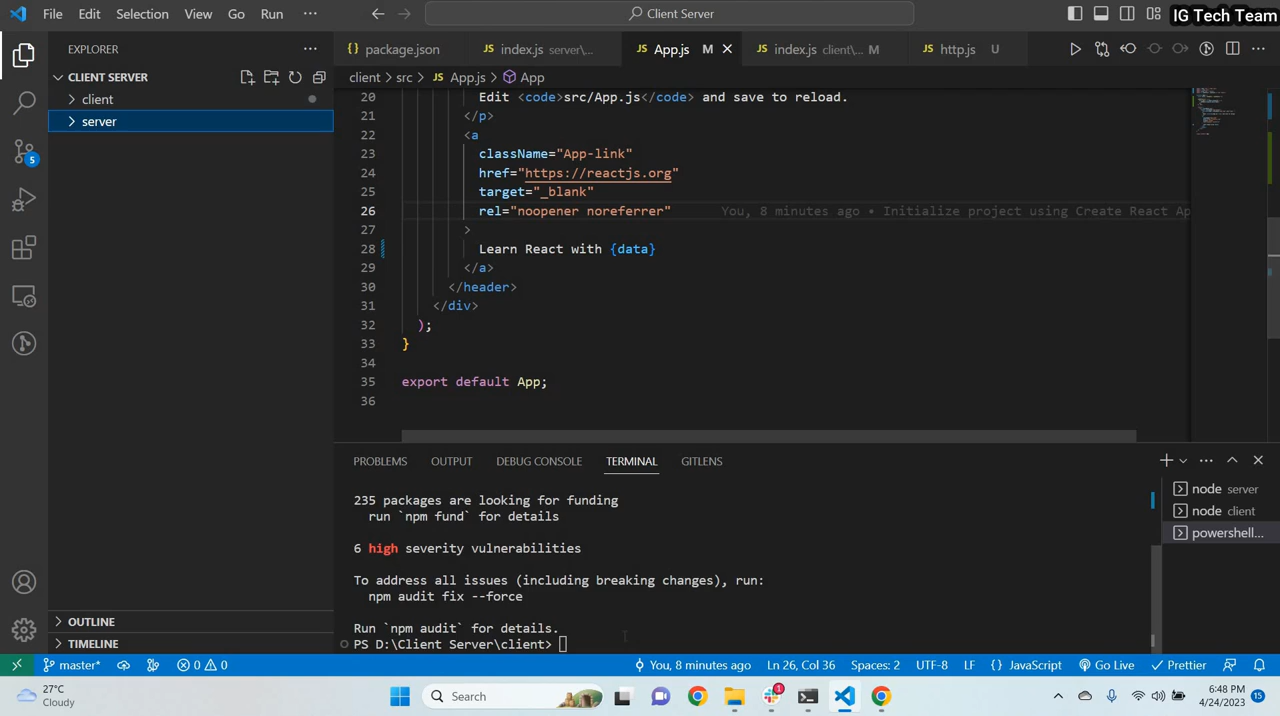 File Edit Selection View Go Run ··· Client Server IG Tech Team
EXPLORER ···
package.json
JS index.js server\...
JS App.js M
JS index.js client\... M
JS http.js U
CLIENT SERVER
client > src > JS App.js > App
client
server
20 Edit <code>src/App.js</code> and save to reload.
21 </p>
22 <a
23 className="App-link"
24 href="https://reactjs.org"
25 target="_blank"
26 rel="noopener noreferrer" You, 8 minutes ago • Initialize project using Create React Ap
27 >
28 Learn React with {data}
29 </a>
30 </header>
31 </div>
32 );
33 }
34
35 export default App;
36
PROBLEMS OUTPUT DEBUG CONSOLE TERMINAL GITLENS
235 packages are looking for funding
run `npm fund` for details
6 high severity vulnerabilities
To address all issues (including breaking changes), run:
npm audit fix --force
Run `npm audit` for details.
PS D:\Client Server\client>
node server
node client
powershell...
5
OUTLINE
TIMELINE
master* 0 0 You, 8 minutes ago Ln 26, Col 36 Spaces: 2 UTF-8 LF {} JavaScript Go Live Prettier
27°C
Cloudy
Search
1
6:48 PM
4/24/2023
15